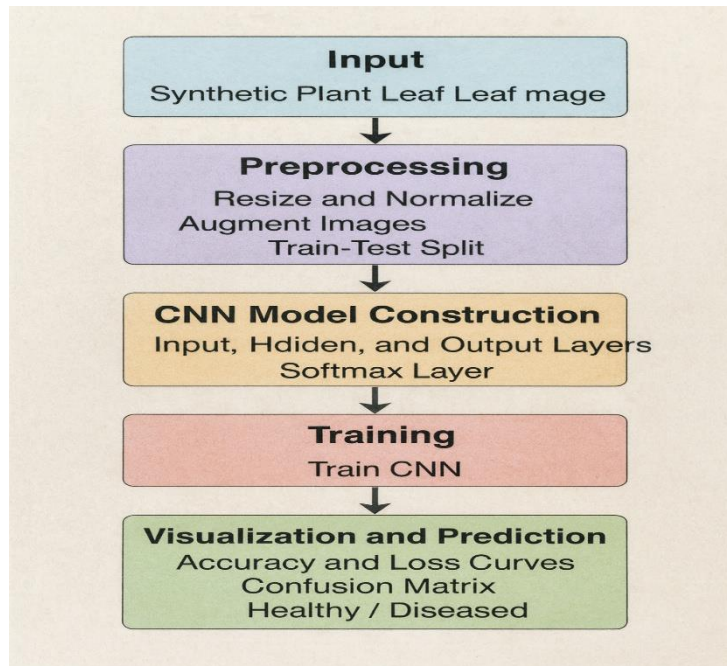 Input
Synthetic Plant Leaf Leaf mage
Preprocessing
Resize and Normalize
Augment Images
Train-Test Split
CNN Model Construction
Input, Hdiden, and Output Layers
Softmax Layer
Training
Train CNN
Visualization and Prediction
Accuracy and Loss Curves
Confusion Matrix
Healthy / Diseased